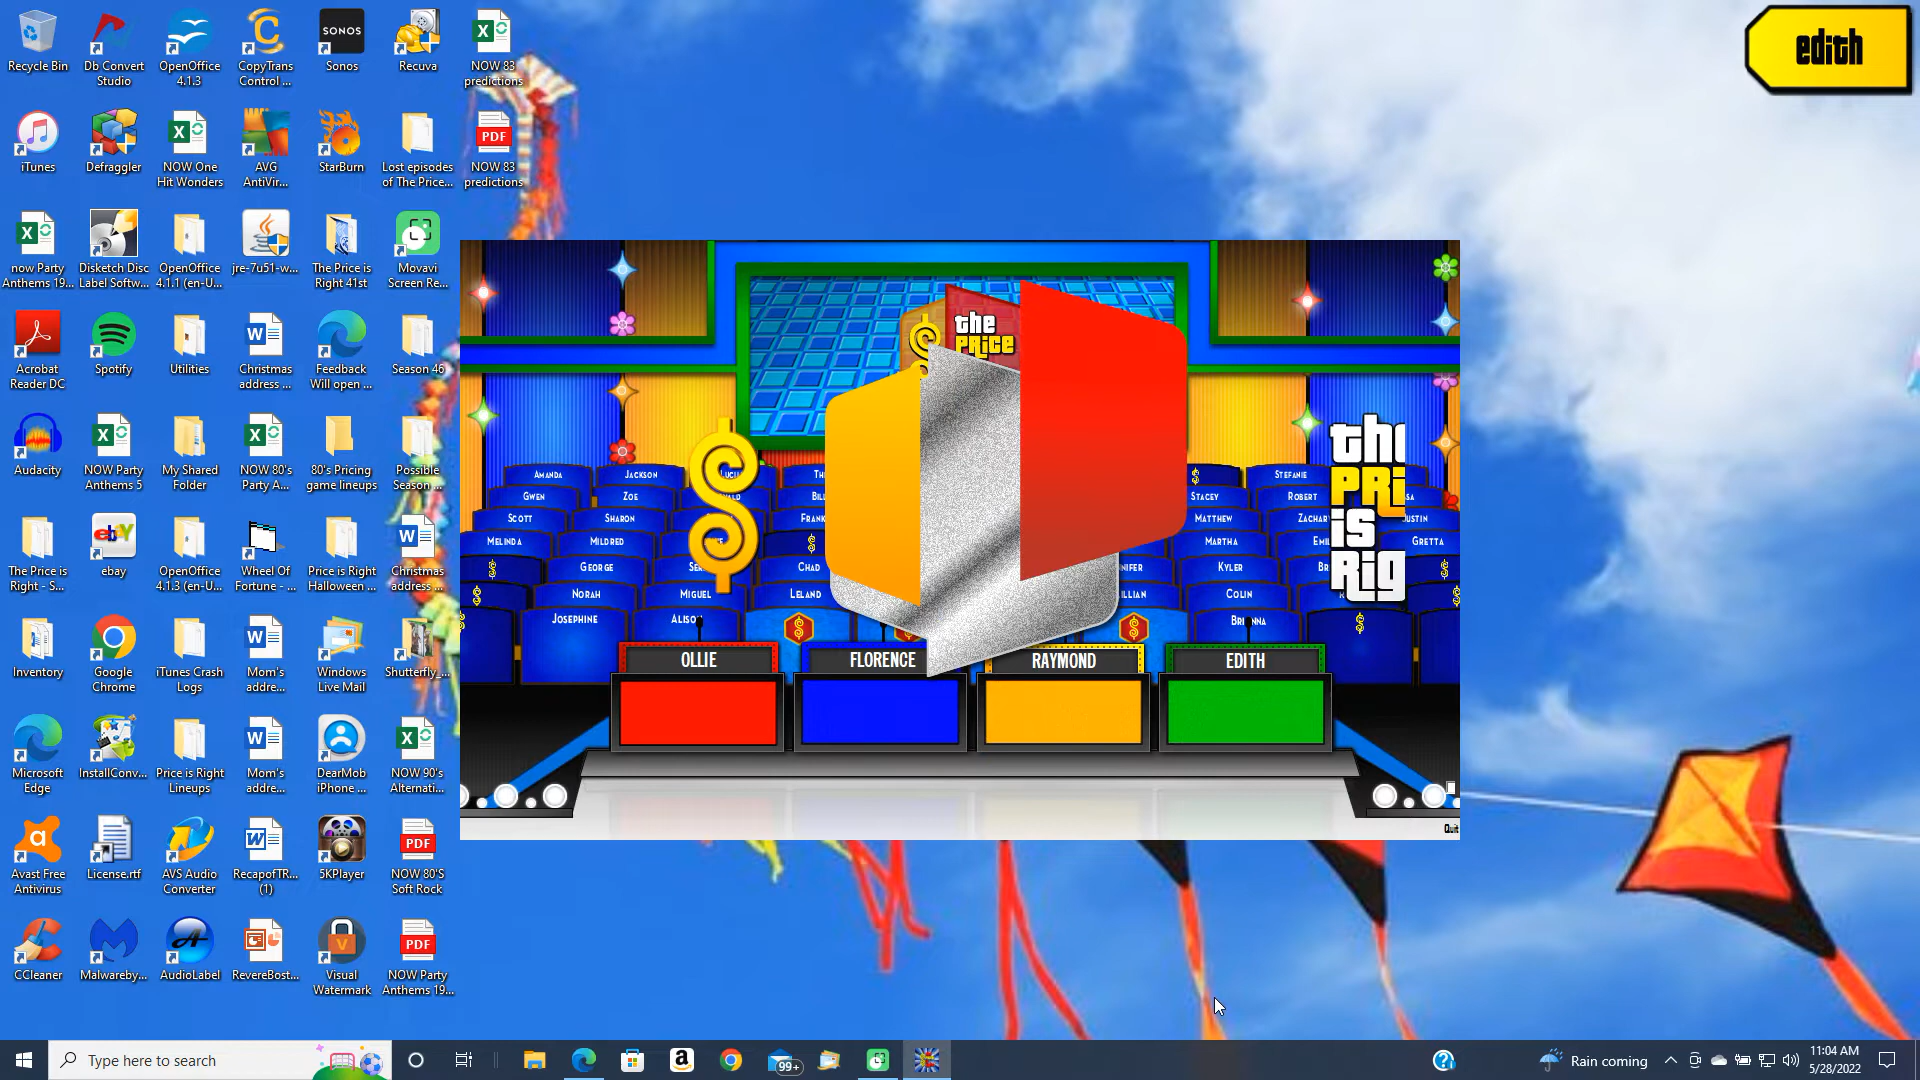 Recycle Bin
Db Convert
Studio
OpenOffice
4.1.3
CopyTrans
Control ...
SONOS
Sonos
Recuva
NOW 83
predictions
edith
iTunes
Defraggler
NOW One
Hit Wonders
AVG
AntiVir...
StarBurn
Lost episodes
of The Price...
PDF
NOW 83
predictions
now Party
Anthems 19...
Disketch Disc
Label Softw...
OpenOffice
4.1.1 (en-U...
jre-7u51-w...
The Price is
Right 41st
Movavi
Screen Re...
Acrobat
Reader DC
Spotify
Utilities
Christmas
address ...
Feedback
Will open ...
Season 46
Audacity
NOW Party
Anthems 5
My Shared
Folder
NOW 80's
Party A...
80's Pricing
game lineups
Possible
Season ...
The Price is
Right - S...
ebay
ebay
OpenOffice
4.1.3 (en-U...
Wheel Of
Fortune - ...
Price is Right
Halloween ...
Christmas
address ...
Inventory
Google
Chrome
iTunes Crash
Logs
Mom's
addre...
Windows
Live Mail
Shutterfly_...
Microsoft
Edge
InstallConv...
Price is Right
Lineups
Mom's
addre...
DearMob
iPhone ...
NOW 90's
Alternati...
Avast Free
Antivirus
License.rtf
AVS Audio
Converter
RecapofTR...
(1)
5KPlayer
PDF
NOW 80'S
Soft Rock
CCleaner
Malwareby...
AudioLabel
RevereBost...
Visual
Watermark
PDF
NOW Party
Anthems 19...
the
PRiCE
AMANDA
JACKSON
STEFANIE
GWEN
ZOE
STACEY
ROBERT
SCOTT
SHARON
FRANK
MATTHEW
JUSTIN
MELINDA
MILDRED
MARTHA
GRETTA
GEORGE
CHAD
KYLER
NORAH
MIGUEL
LELAND
COLIN
JOSEPHINE
PRi
is
Rig
OLLIE
FLORENCE
RAYMOND
EDITH
Quit
Type here to search
99+
Rain coming
11:04 AM
5/28/2022